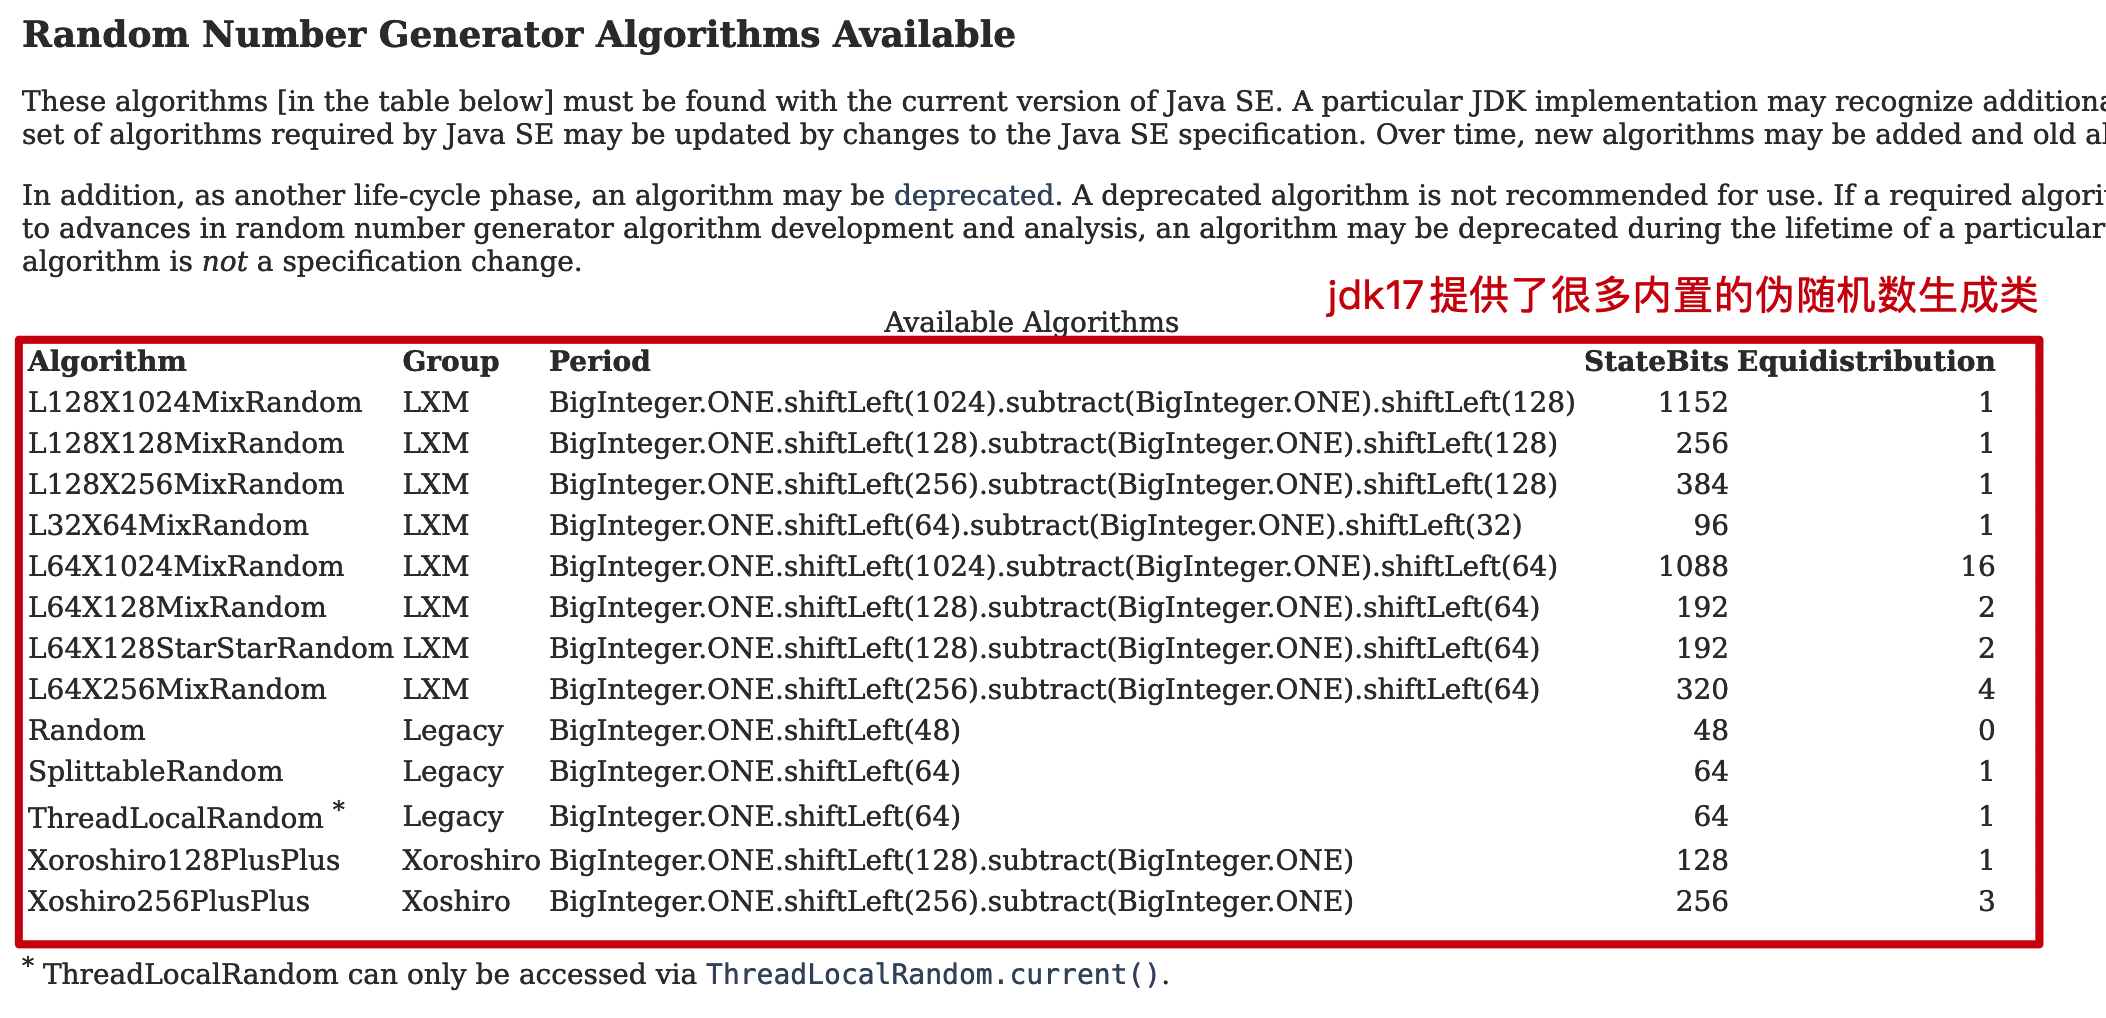 Random Number Generator Algorithms Available
These algorithms [in the table below] must be found with the current version of Java SE. A particular JDK implementation may recognize additiona
set of algorithms required by Java SE may be updated by changes to the Java SE specification. Over time, new algorithms may be added and old al
In addition, as another life-cycle phase, an algorithm may be deprecated. A deprecated algorithm is not recommended for use. If a required algori
to advances in random number generator algorithm development and analysis, an algorithm may be deprecated during the lifetime of a particular
algorithm is not a specification change.
jdk17提供了很多内置的伪随机数生成类
Available Algorithms
Algorithm Group Period StateBits Equidistribution
L128X1024MixRandom LXM BigInteger.ONE.shiftLeft(1024).subtract(BigInteger.ONE).shiftLeft(128) 1152 1
L128X128MixRandom LXM BigInteger.ONE.shiftLeft(128).subtract(BigInteger.ONE).shiftLeft(128) 256 1
L128X256MixRandom LXM BigInteger.ONE.shiftLeft(256).subtract(BigInteger.ONE).shiftLeft(128) 384 1
L32X64MixRandom LXM BigInteger.ONE.shiftLeft(64).subtract(BigInteger.ONE).shiftLeft(32) 96 1
L64X1024MixRandom LXM BigInteger.ONE.shiftLeft(1024).subtract(BigInteger.ONE).shiftLeft(64) 1088 16
L64X128MixRandom LXM BigInteger.ONE.shiftLeft(128).subtract(BigInteger.ONE).shiftLeft(64) 192 2
L64X128StarStarRandom LXM BigInteger.ONE.shiftLeft(128).subtract(BigInteger.ONE).shiftLeft(64) 192 2
L64X256MixRandom LXM BigInteger.ONE.shiftLeft(256).subtract(BigInteger.ONE).shiftLeft(64) 320 4
Random Legacy BigInteger.ONE.shiftLeft(48) 48 0
SplittableRandom Legacy BigInteger.ONE.shiftLeft(64) 64 1
ThreadLocalRandom * Legacy BigInteger.ONE.shiftLeft(64) 64 1
Xoroshiro128PlusPlus Xoroshiro BigInteger.ONE.shiftLeft(128).subtract(BigInteger.ONE) 128 1
Xoshiro256PlusPlus Xoshiro BigInteger.ONE.shiftLeft(256).subtract(BigInteger.ONE) 256 3
* ThreadLocalRandom can only be accessed via ThreadLocalRandom.current().